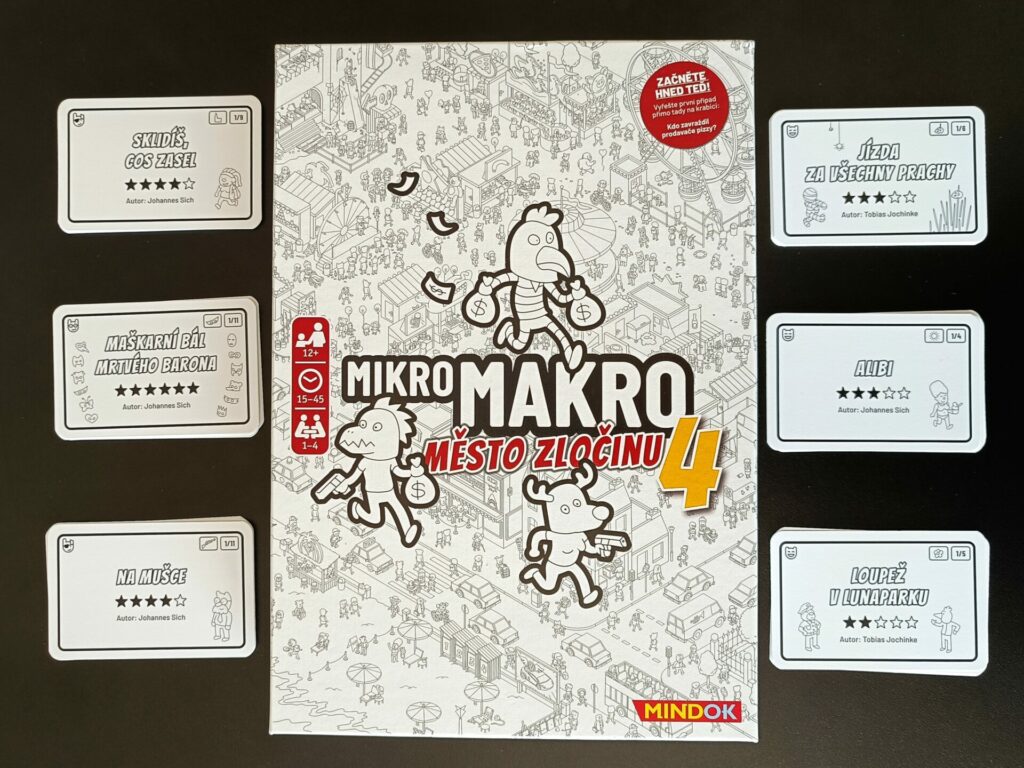 SKLIDÍŠ,
COS ZASEL
1/9
★★★★☆
Autor: Johannes Sich
MAŠKARNÍ BÁL
MRTVÉHO BARONA
1/11
★★★★★★
Autor: Johannes Sich
NA MUŠCE
1/11
★★★★☆
Autor: Johannes Sich
ZAČNĚTE
HNED TEĎ!
Vyřešte první případ
přímo tady na krabici:
Kdo zavraždil
prodavače pizzy?
12+
15–45
1–4
MIKRO MAKRO
MĚSTO ZLOČINU 4
MINDOK
1/6
JÍZDA
ZA VŠECHNY PRACHY
★★★☆☆
Autor: Tobias Jochinke
1/4
ALIBI
★★★☆☆
Autor: Johannes Sich
1/5
LOUPEŽ
V LUNAPARKU
★★☆☆☆
Autor: Tobias Jochinke